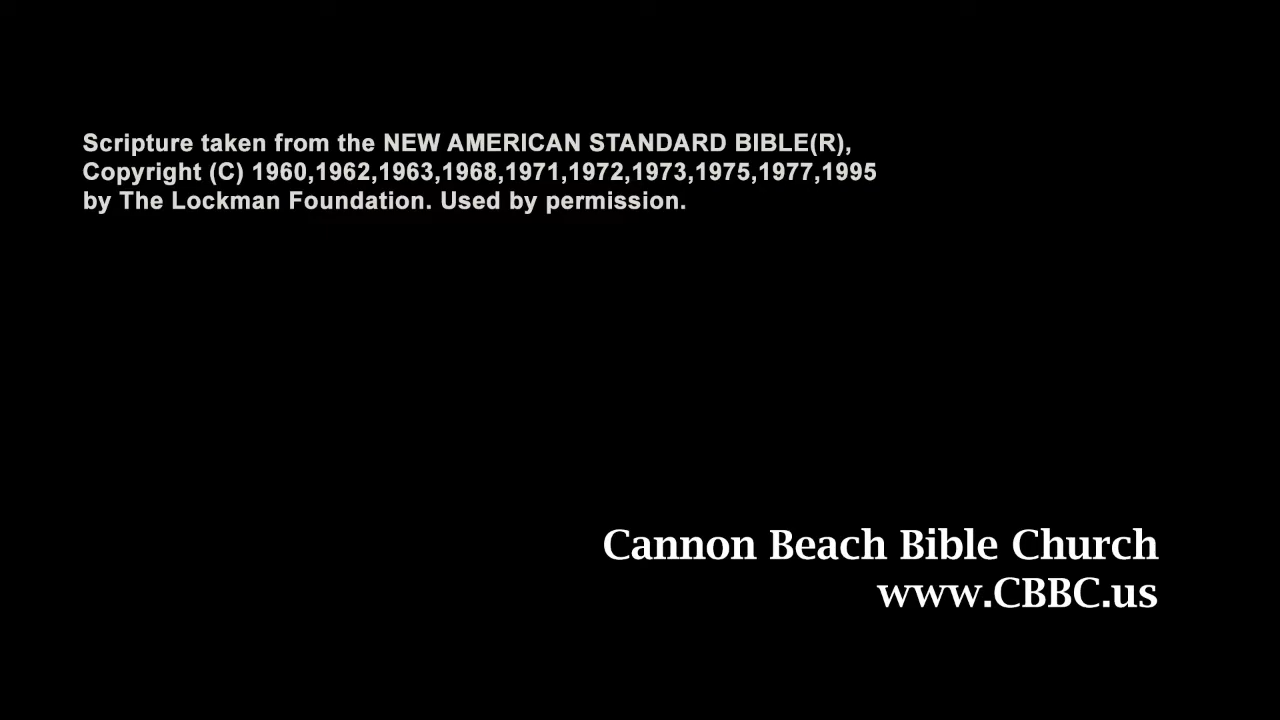 Scripture taken from the NEW AMERICAN STANDARD BIBLE(R),
Copyright (C) 1960,1962,1963,1968,1971,1972,1973,1975,1977,1995
by The Lockman Foundation. Used by permission.
Cannon Beach Bible Church
www.CBBC.us